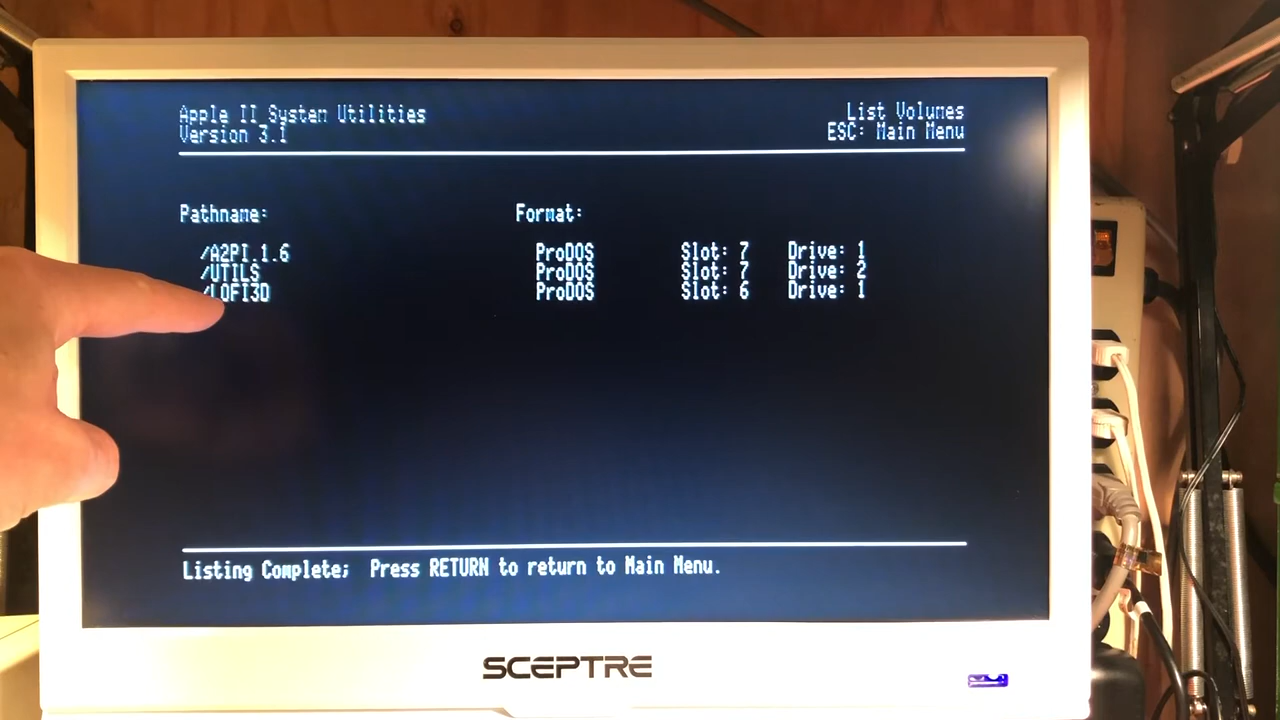 Apple II System Utilities
Version 3.1
List Volumes
ESC: Main Menu
Pathname: Format:
/A2PI.1.6 ProDOS Slot: 7 Drive: 1
/UTILS ProDOS Slot: 7 Drive: 2
/LOFI3D ProDOS Slot: 6 Drive: 1
Listing Complete; Press RETURN to return to Main Menu.
SCEPTRE